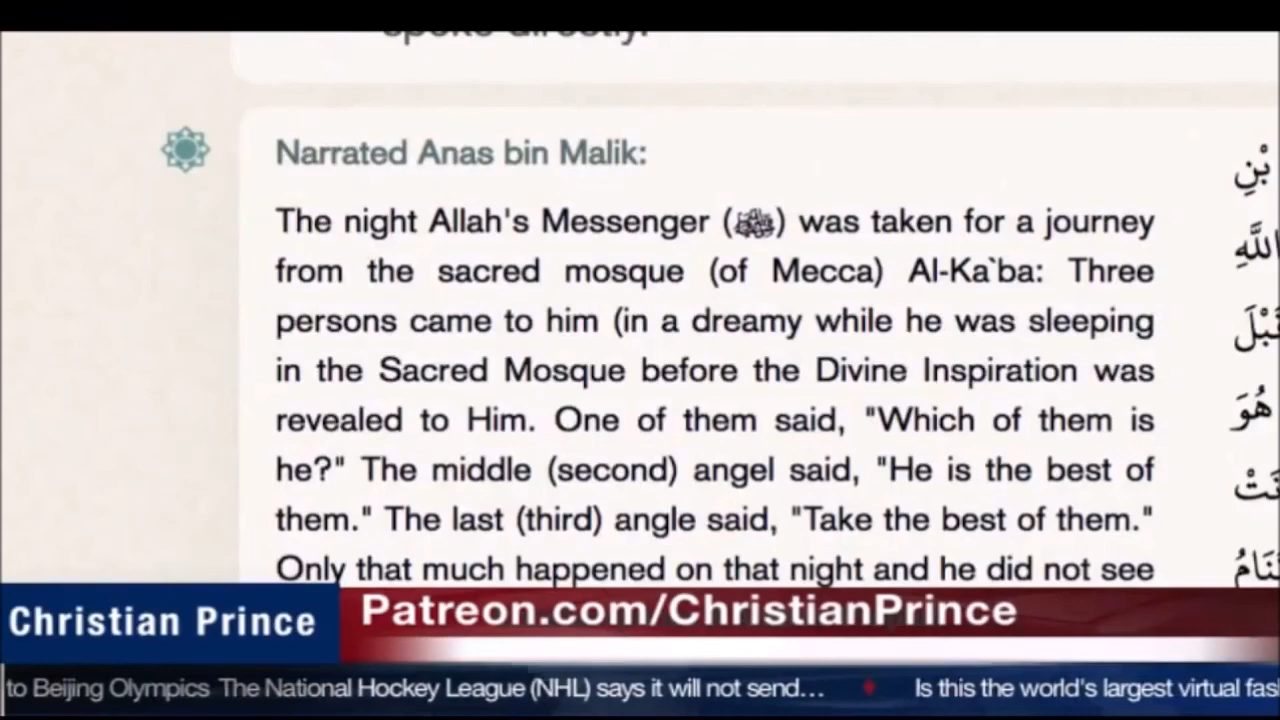 spoke directly.
Narrated Anas bin Malik:
The night Allah's Messenger (ﷺ) was taken for a journey
from the sacred mosque (of Mecca) Al-Ka`ba: Three
persons came to him (in a dreamy while he was sleeping
in the Sacred Mosque before the Divine Inspiration was
revealed to Him. One of them said, "Which of them is
he?" The middle (second) angel said, "He is the best of
them." The last (third) angle said, "Take the best of them."
Only that much happened on that night and he did not see
بْنِ
اللَّهِ
قَبْلَ
هُوَ
Christian Prince
Patreon.com/ChristianPrince
to Beijing Olympics The National Hockey League (NHL) says it will not send...
Is this the world's largest virtual fas